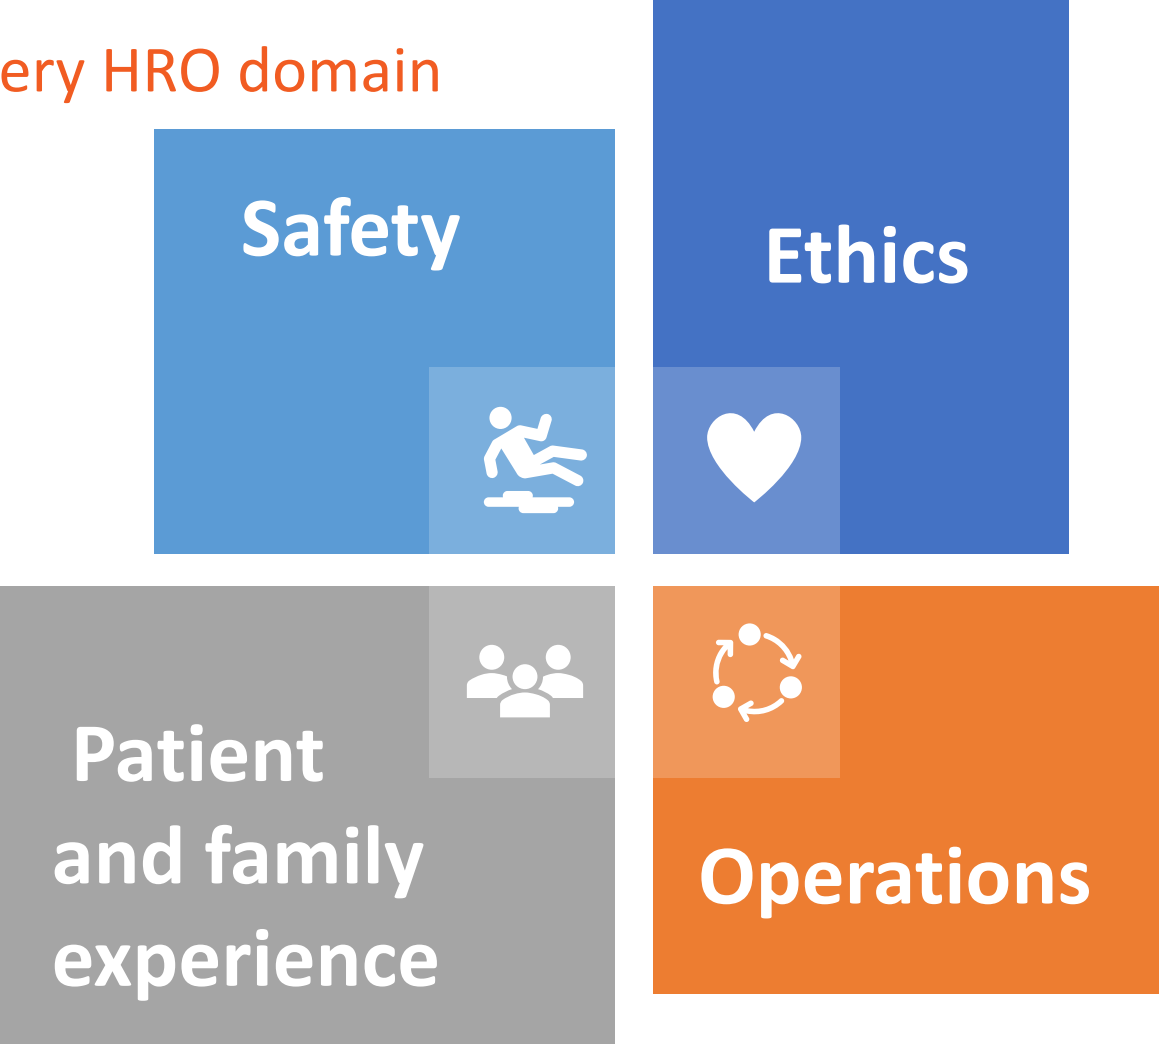 ery HRO domain
Safety
Ethics
Patient
and family
experience
Operations